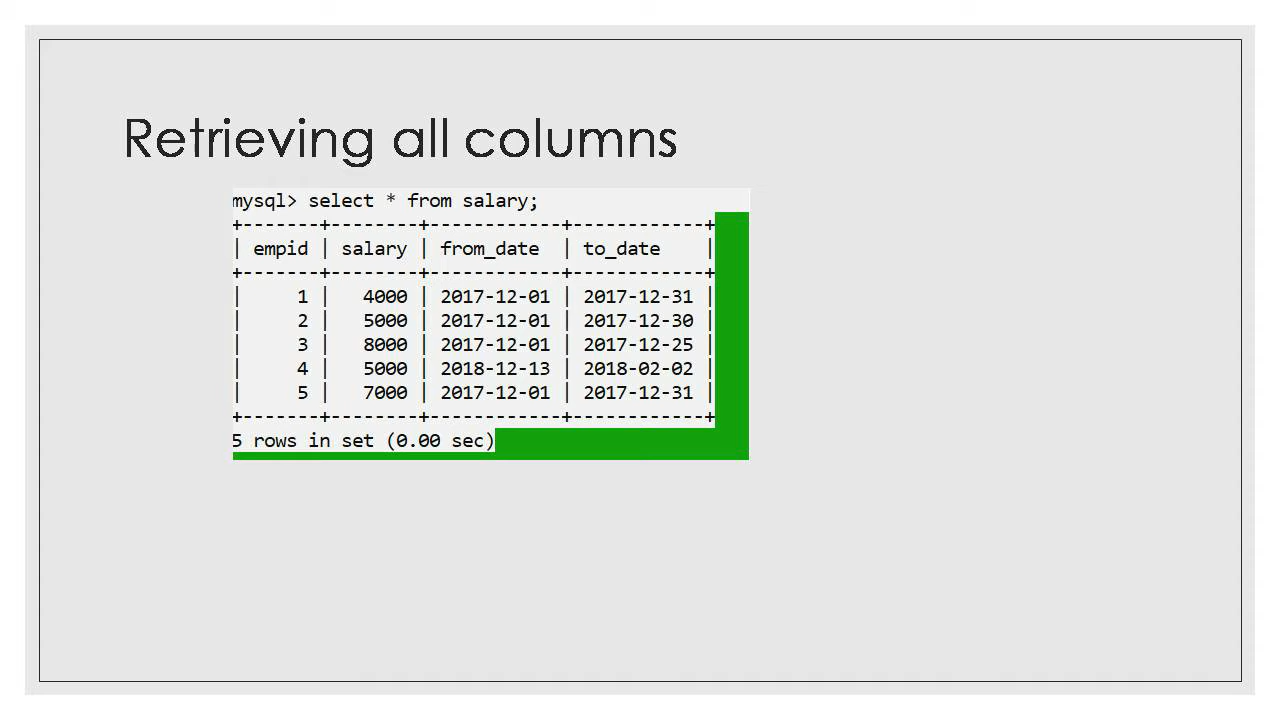 Retrieving all columns
mysql> select * from salary;
+-------+--------+------------+------------+
| empid | salary | from_date  | to_date    |
+-------+--------+------------+------------+
|     1 |   4000 | 2017-12-01 | 2017-12-31 |
|     2 |   5000 | 2017-12-01 | 2017-12-30 |
|     3 |   8000 | 2017-12-01 | 2017-12-25 |
|     4 |   5000 | 2018-12-13 | 2018-02-02 |
|     5 |   7000 | 2017-12-01 | 2017-12-31 |
+-------+--------+------------+------------+
5 rows in set (0.00 sec)